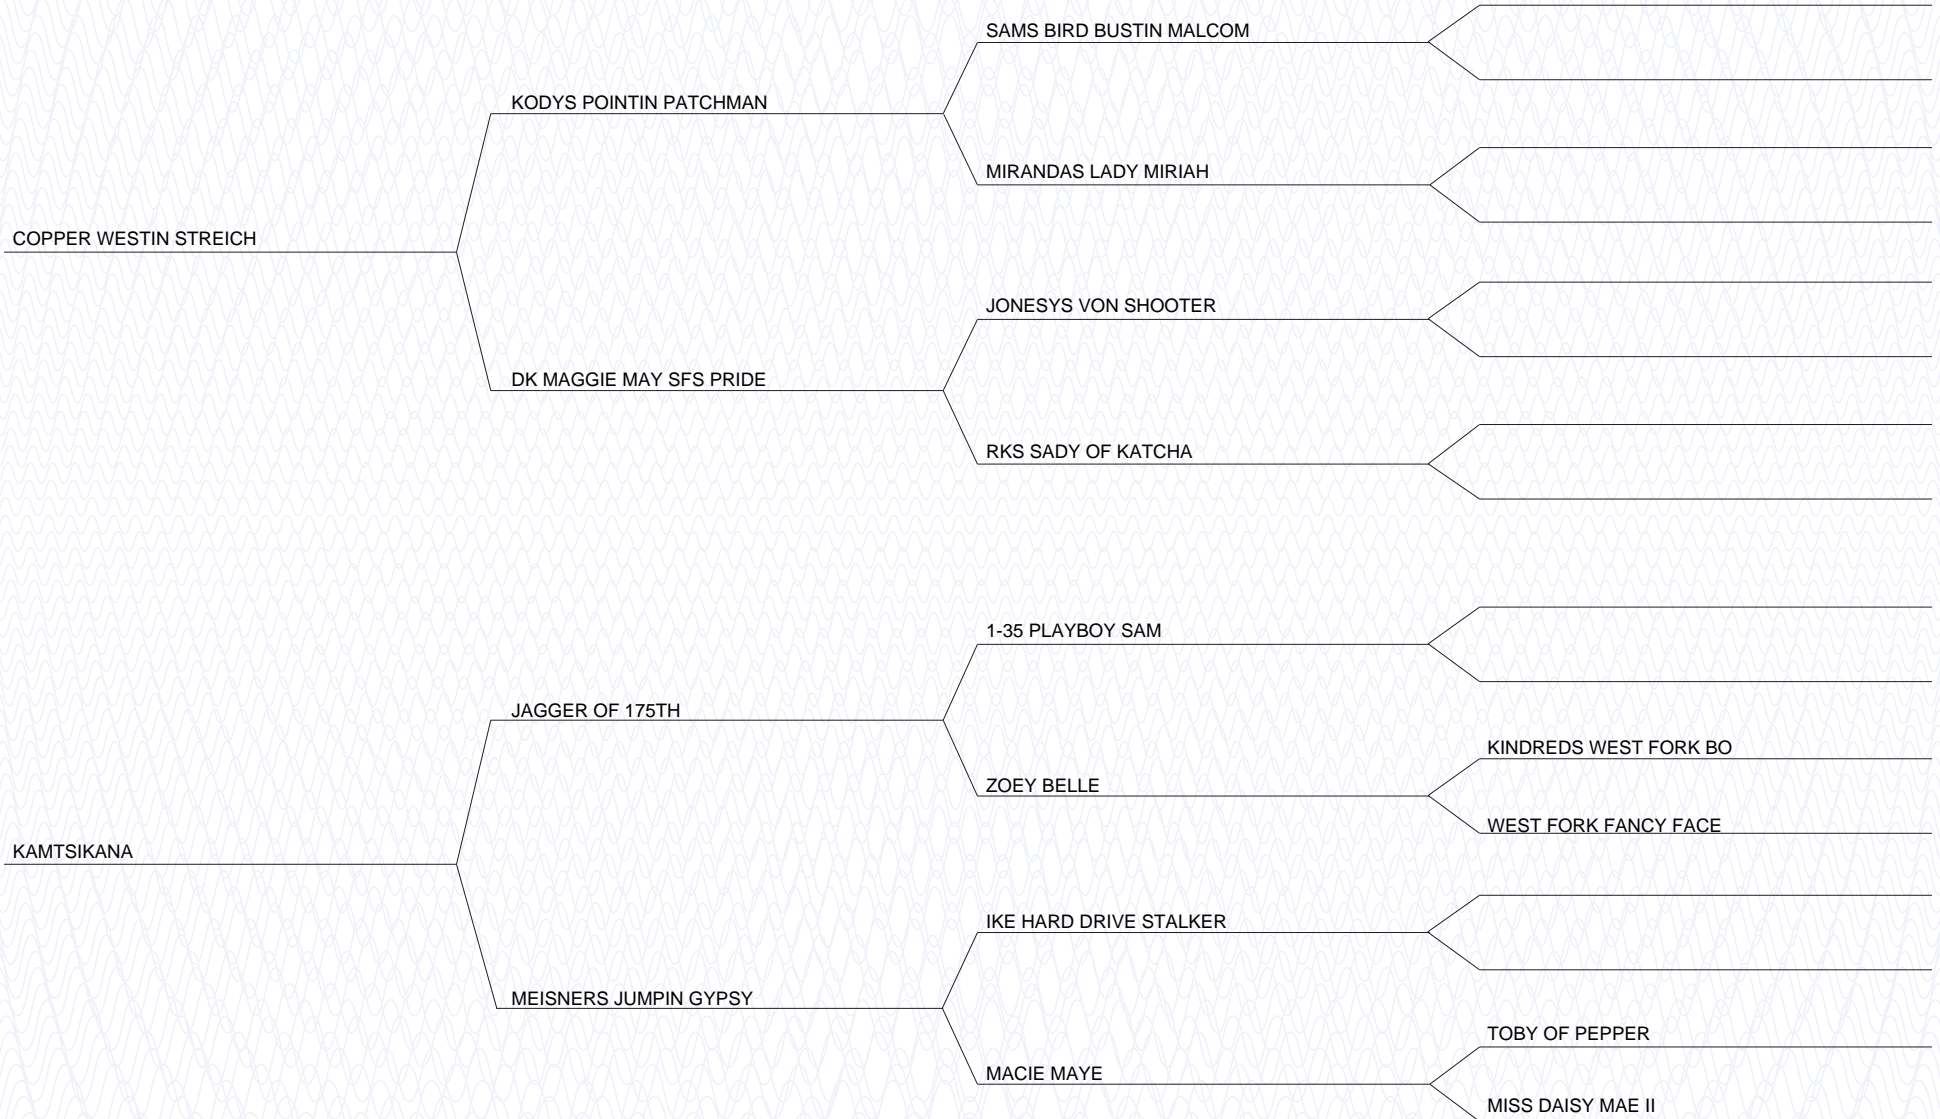 SAMS BIRD BUSTIN MALCOM
KODYS POINTIN PATCHMAN
MIRANDAS LADY MIRIAH
COPPER WESTIN STREICH
JONESYS VON SHOOTER
DK MAGGIE MAY SFS PRIDE
RKS SADY OF KATCHA
1-35 PLAYBOY SAM
JAGGER OF 175TH
KINDREDS WEST FORK BO
ZOEY BELLE
WEST FORK FANCY FACE
KAMTSIKANA
IKE HARD DRIVE STALKER
MEISNERS JUMPIN GYPSY
TOBY OF PEPPER
MACIE MAYE
MISS DAISY MAE II